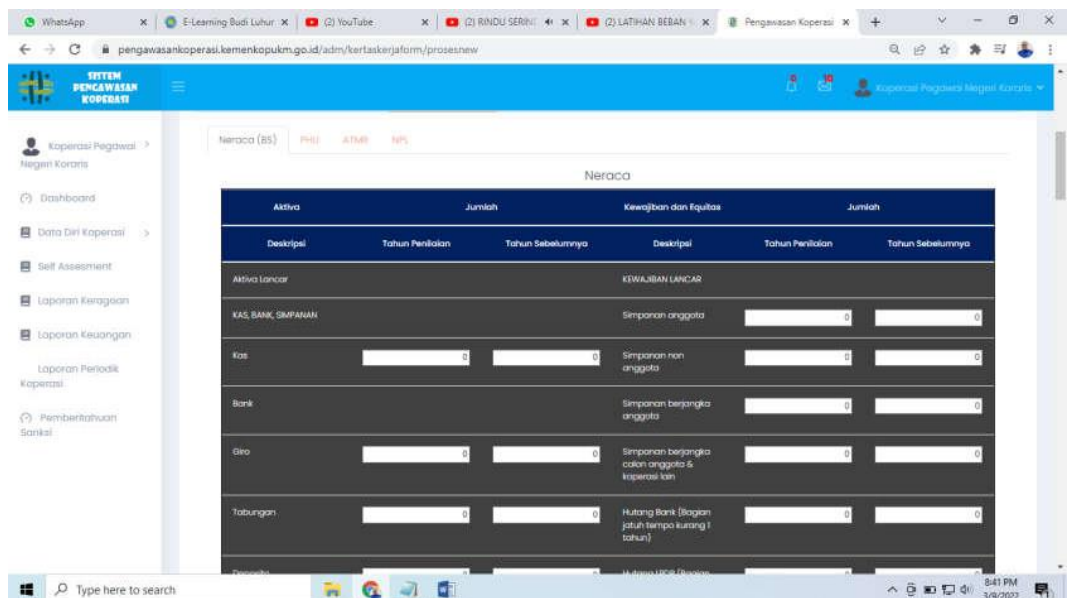 WhatsApp
E-Learning Budi Luhur
(2) YouTube
(2) RINDU SERIN
(2) LATIHAN BEBAN
Pengawasan Koperasi
pengawasankoperasi.kemenkopukm.go.id/adm/kertaskerjaform/prosesnew
SISTEM
PENGAWASAN
KOPERASI
10
Koperasi Pegawai Negeri Koraris
Koperasi Pegawai
Negeri Koraris
Dashboard
Data Diri Koperasi
Self Assesment
Laporan Keragaan
Laporan Keuangan
Laporan Periodik
Koperasi
Pemberitahuan
Sanksi
Neraca (BS) PHU ATMR NPL
Neraca
Aktiva Jumlah Kewajiban dan Equitas Jumlah
Deskripsi Tahun Penilaian Tahun Sebelumnya Deskripsi Tahun Penilaian Tahun Sebelumnya
Aktiva Lancar KEWAJIBAN LANCAR
KAS, BANK, SIMPANAN Simpanan anggota 0 0
Kas 0 0 Simpanan non
anggota 0 0
Bank Simpanan berjangka
anggota 0 0
Giro 0 0 Simpanan berjangka
calon anggota &
koperasi lain 0 0
Tabungan 0 0 Hutang Bank (Bagian
jatuh tempo kurang 1
tahun) 0 0
Type here to search
8:41 PM
3/9/2022